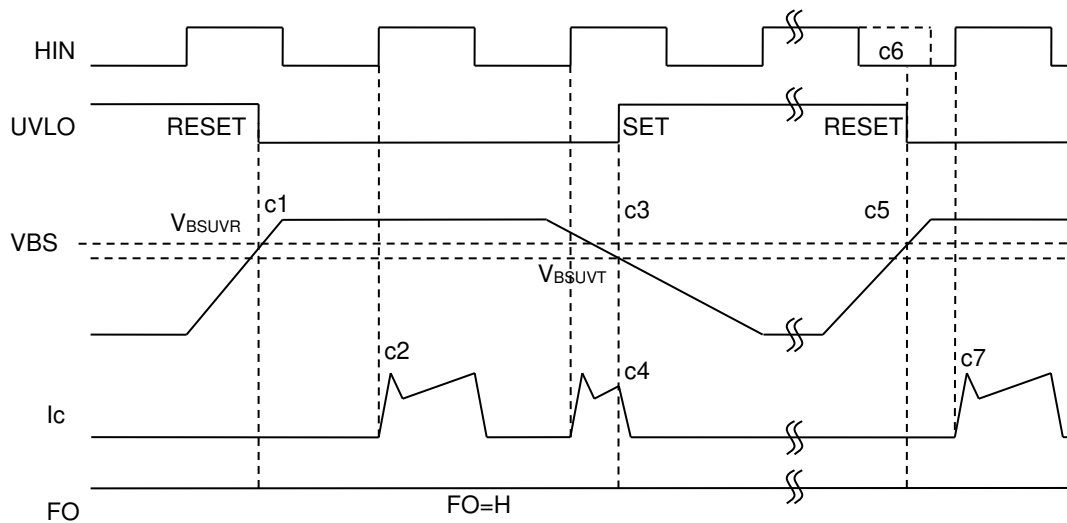 HIN
c6
UVLO
RESET
SET
RESET
c1
c3
c5
VBSUVR
VBS
VBSUVT
c2
c4
c7
Ic
FO=H
FO